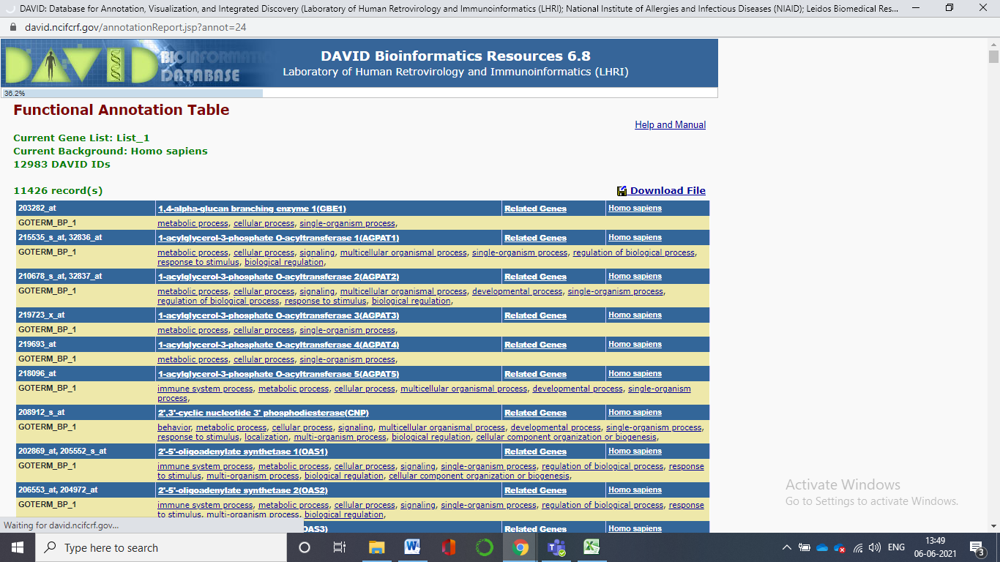 DAVID: Database for Annotation, Visualization, and Integrated Discovery (Laboratory of Human Retrovirology and Immunoinformatics (LHRI); National Institute of Allergies and Infectious Diseases (NIAID); Leidos Biomedical Res...
david.ncifcrf.gov/annotationReport.jsp?annot=24
DAVID BIOINFORMATIC DATABASE
DAVID Bioinformatics Resources 6.8
Laboratory of Human Retrovirology and Immunoinformatics (LHRI)
36.2%
Functional Annotation Table
Help and Manual
Current Gene List: List_1
Current Background: Homo sapiens
12983 DAVID IDs
11426 record(s) Download File
203282_at 1,4-alpha-glucan branching enzyme 1(GBE1) Related Genes Homo sapiens
GOTERM_BP_1 metabolic process, cellular process, single-organism process,
215535_s_at, 32836_at 1-acylglycerol-3-phosphate O-acyltransferase 1(AGPAT1) Related Genes Homo sapiens
GOTERM_BP_1 metabolic process, cellular process, signaling, multicellular organismal process, single-organism process, regulation of biological process,
response to stimulus, biological regulation,
210678_s_at, 32837_at 1-acylglycerol-3-phosphate O-acyltransferase 2(AGPAT2) Related Genes Homo sapiens
GOTERM_BP_1 metabolic process, cellular process, signaling, multicellular organismal process, developmental process, single-organism process,
regulation of biological process, response to stimulus, biological regulation,
219723_x_at 1-acylglycerol-3-phosphate O-acyltransferase 3(AGPAT3) Related Genes Homo sapiens
GOTERM_BP_1 metabolic process, cellular process, single-organism process,
219693_at 1-acylglycerol-3-phosphate O-acyltransferase 4(AGPAT4) Related Genes Homo sapiens
GOTERM_BP_1 metabolic process, cellular process, single-organism process,
218096_at 1-acylglycerol-3-phosphate O-acyltransferase 5(AGPAT5) Related Genes Homo sapiens
GOTERM_BP_1 immune system process, metabolic process, cellular process, multicellular organismal process, developmental process, single-organism
process,
208912_s_at 2',3'-cyclic nucleotide 3' phosphodiesterase(CNP) Related Genes Homo sapiens
GOTERM_BP_1 behavior, metabolic process, cellular process, signaling, multicellular organismal process, developmental process, single-organism process,
response to stimulus, localization, multi-organism process, biological regulation, cellular component organization or biogenesis,
202869_at, 205552_s_at 2'-5'-oligoadenylate synthetase 1(OAS1) Related Genes Homo sapiens
GOTERM_BP_1 immune system process, metabolic process, cellular process, signaling, single-organism process, regulation of biological process, response
to stimulus, multi-organism process, biological regulation, cellular component organization or biogenesis,
206553_at, 204972_at 2'-5'-oligoadenylate synthetase 2(OAS2) Related Genes Homo sapiens
GOTERM_BP_1 immune system process, metabolic process, cellular process, signaling, single-organism process, regulation of biological process, response
to stimulus, multi-organism process, biological regulation,
OAS3) Related Genes Homo sapiens
Waiting for david.ncifcrf.gov...
Activate Windows
Go to Settings to activate Windows.
Type here to search
ENG
13:49
06-06-2021
3